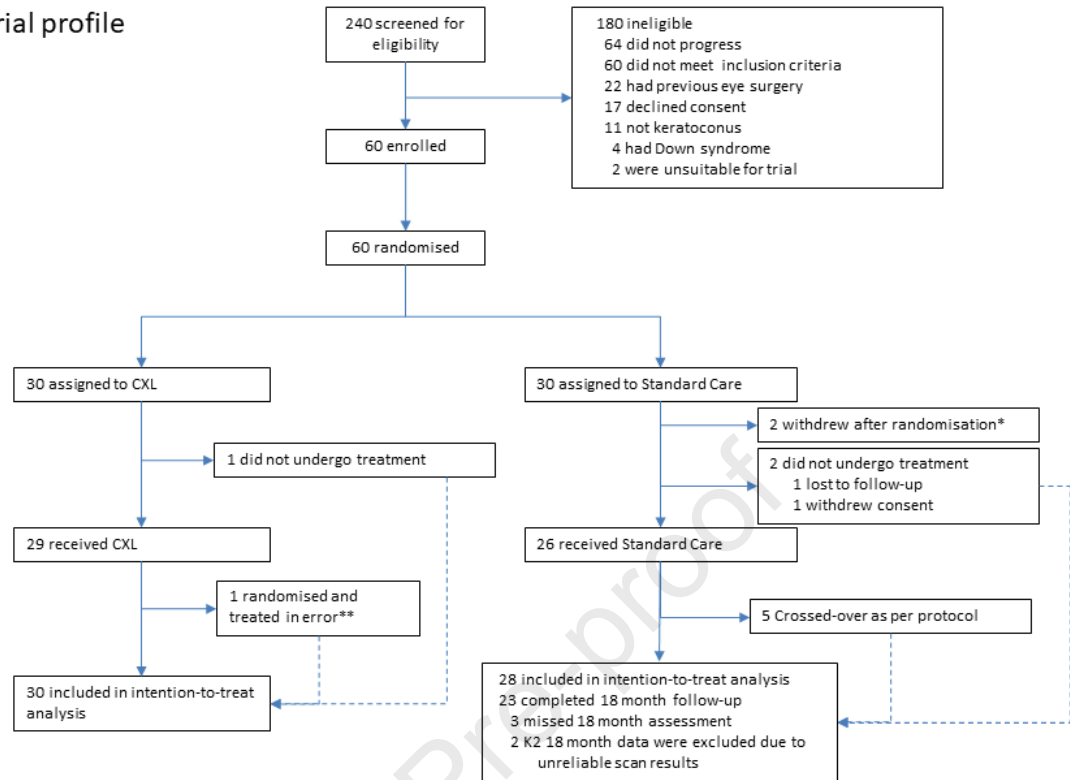 rial profile
240 screened for
eligibility
180 ineligible
64 did not progress
60 did not meet inclusion criteria
22 had previous eye surgery
17 declined consent
11 not keratoconus
4 had Down syndrome
2 were unsuitable for trial
60 enrolled
60 randomised
30 assigned to CXL
30 assigned to Standard Care
2 withdrew after randomisation*
1 did not undergo treatment
2 did not undergo treatment
1 lost to follow-up
1 withdrew consent
29 received CXL
26 received Standard Care
1 randomised and
treated in error**
5 Crossed-over as per protocol
30 included in intention-to-treat
analysis
28 included in intention-to-treat analysis
23 completed 18 month follow-up
3 missed 18 month assessment
2 K2 18 month data were excluded due to
unreliable scan results
Pre-proof